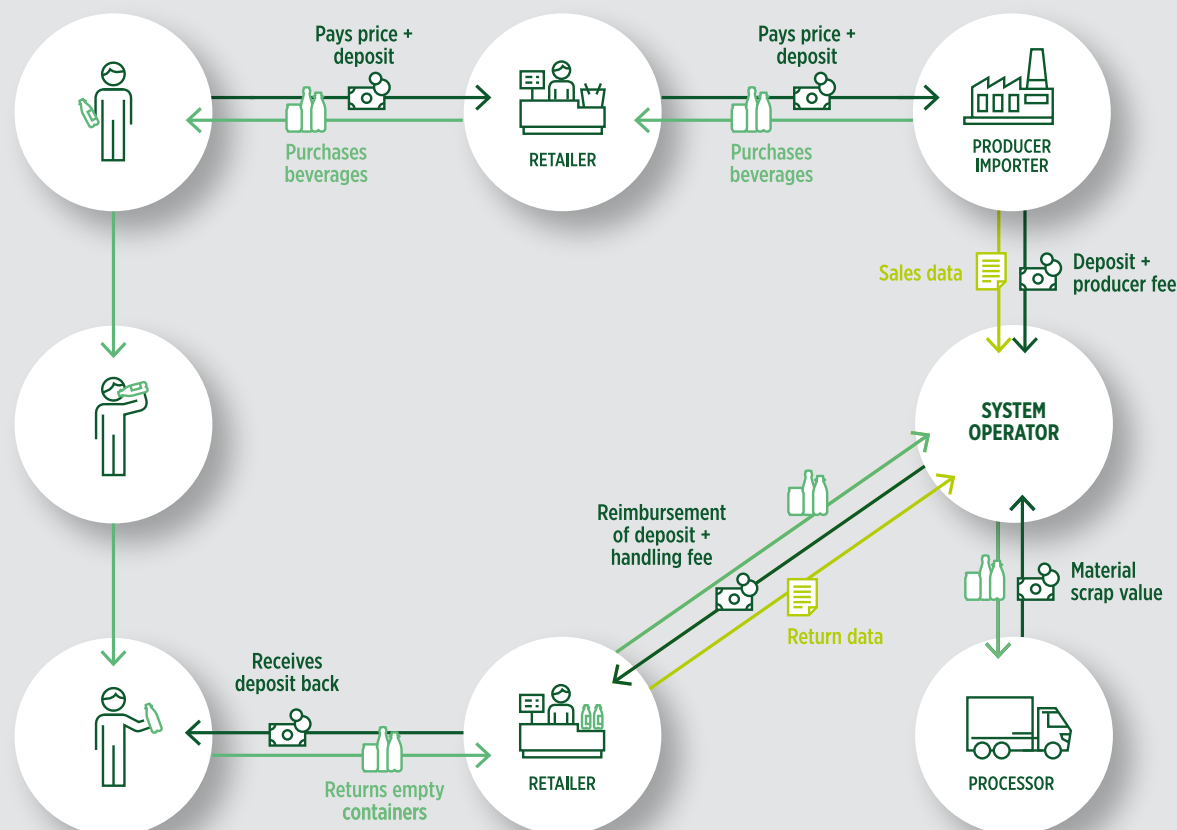 Pays price +
deposit
Purchases
beverages
RETAILER
Pays price +
deposit
Purchases
beverages
PRODUCER
IMPORTER
Sales data
Deposit +
producer fee
SYSTEM
OPERATOR
Reimbursement
of deposit +
handling fee
Return data
Material
scrap value
Receives
deposit back
Returns empty
containers
RETAILER
PROCESSOR